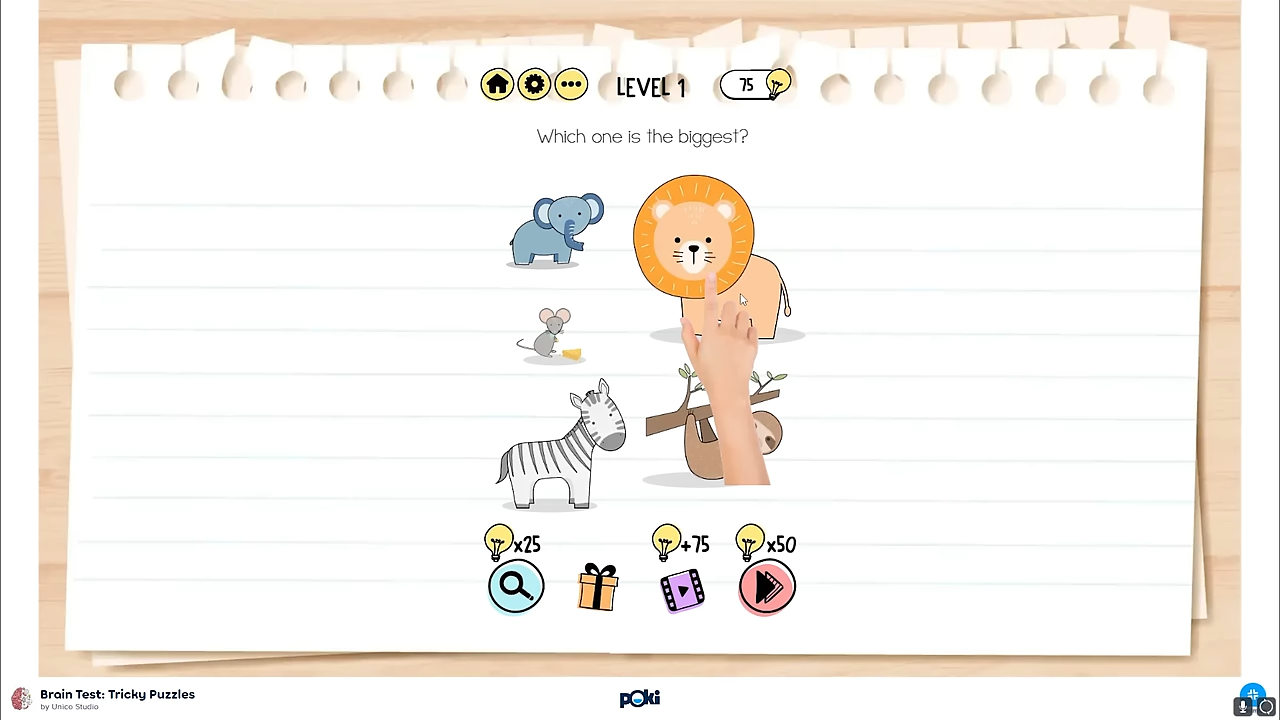 LEVEL 1
75
Which one is the biggest?
x25
+75
x50
Brain Test: Tricky Puzzles
by Unico Studio
poki